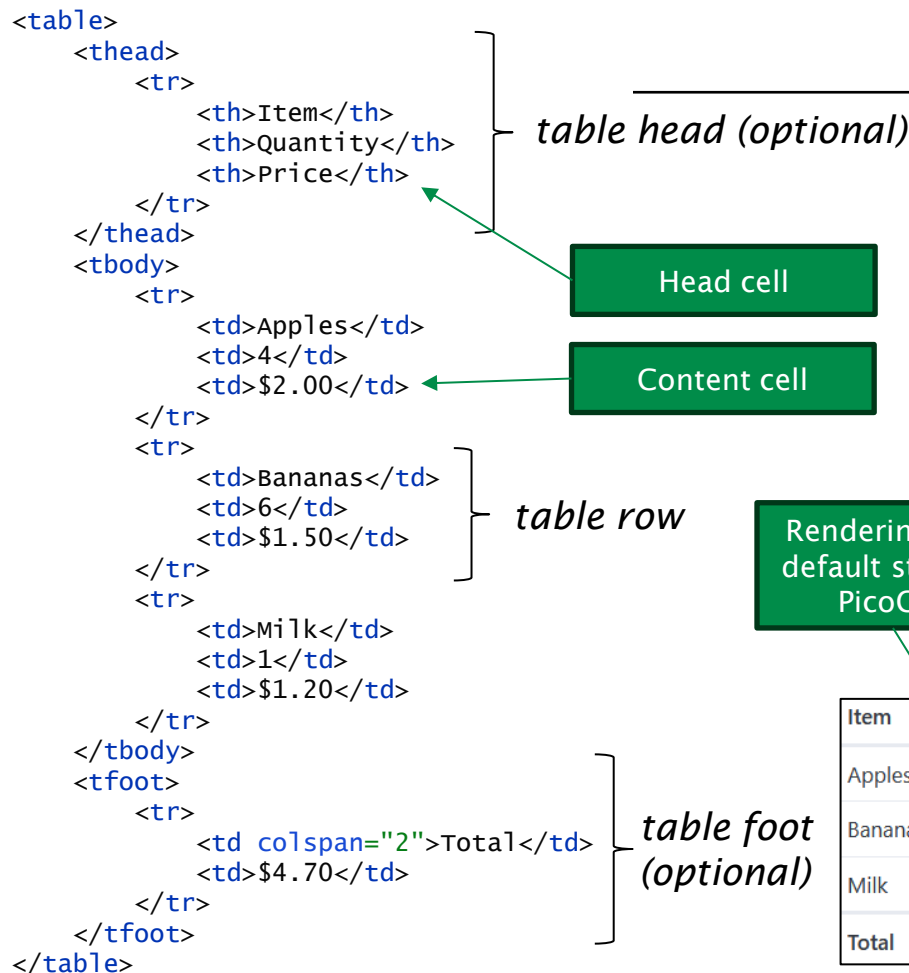 <table>
<thead>
<tr>
<th>Item</th>
<th>Quantity</th>
<th>Price</th>
</tr>
</thead>
<tbody>
<tr>
<td>Apples</td>
<td>4</td>
<td>$2.00</td>
</tr>
<tr>
<td>Bananas</td>
<td>6</td>
<td>$1.50</td>
</tr>
<tr>
<td>Milk</td>
<td>1</td>
<td>$1.20</td>
</tr>
</tbody>
<tfoot>
<tr>
<td colspan="2">Total</td>
<td>$4.70</td>
</tr>
</tfoot>
</table>
table head (optional)
Head cell
Content cell
table row
default
table foot
(optional)
Item
Apples
Milk
Total